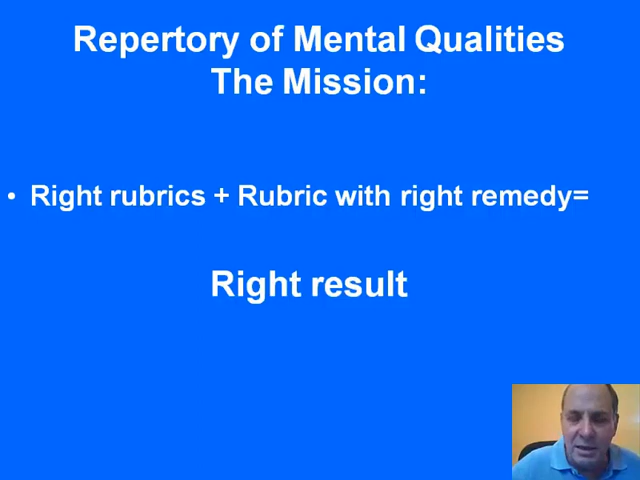 Repertory of Mental Qualities
The Mission:
• Right rubrics + Rubric with right remedy=
Right result